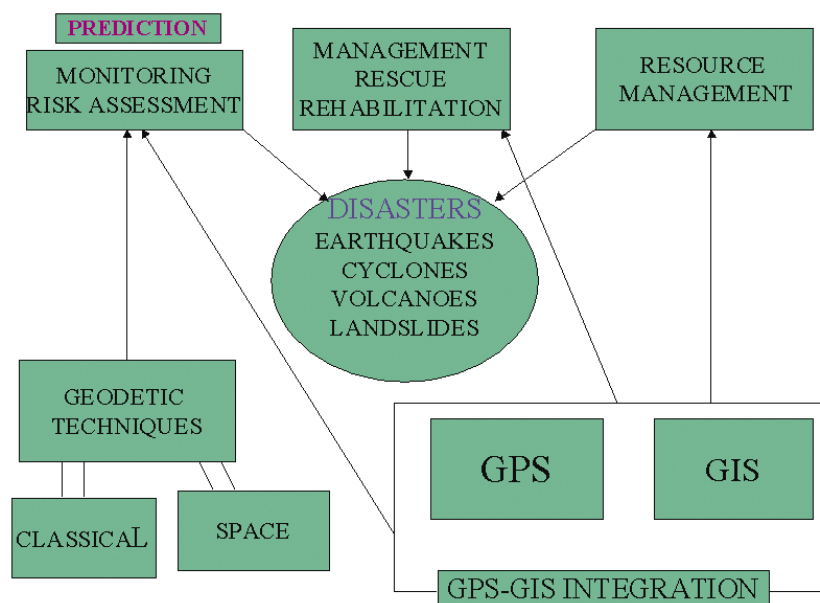 PREDICTION
MONITORING
RISK ASSESSMENT
MANAGEMENT
RESCUE
REHABILITATION
RESOURCE
MANAGEMENT
DISASTERS
EARTHQUAKES
CYCLONES
VOLCANOES
LANDSLIDES
GEODETIC
TECHNIQUES
CLASSICAL
SPACE
GPS
GIS
GPS-GIS INTEGRATION